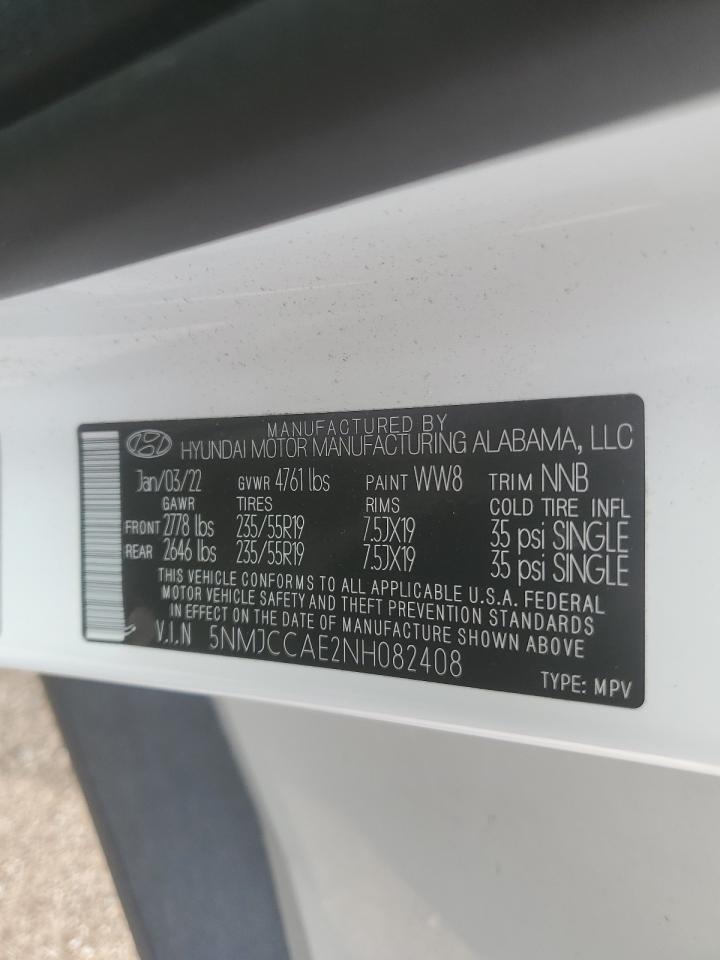 MANUFACTURED BY
HYUNDAI MOTOR MANUFACTURING ALABAMA, LLC
Jan/03/22 GVWR 4761 lbs PAINT WW8 TRIM NNB
GAWR TIRES RIMS COLD TIRE INFL
FRONT 2778 lbs 235/55R19 7.5JX19 35 psi SINGLE
REAR 2646 lbs 235/55R19 7.5JX19 35 psi SINGLE
THIS VEHICLE CONFORMS TO ALL APPLICABLE U.S.A. FEDERAL
MOTOR VEHICLE SAFETY AND THEFT PREVENTION STANDARDS
IN EFFECT ON THE DATE OF MANUFACTURE SHOWN ABOVE
V.I.N 5NMJCCAE2NH082408
TYPE: MPV